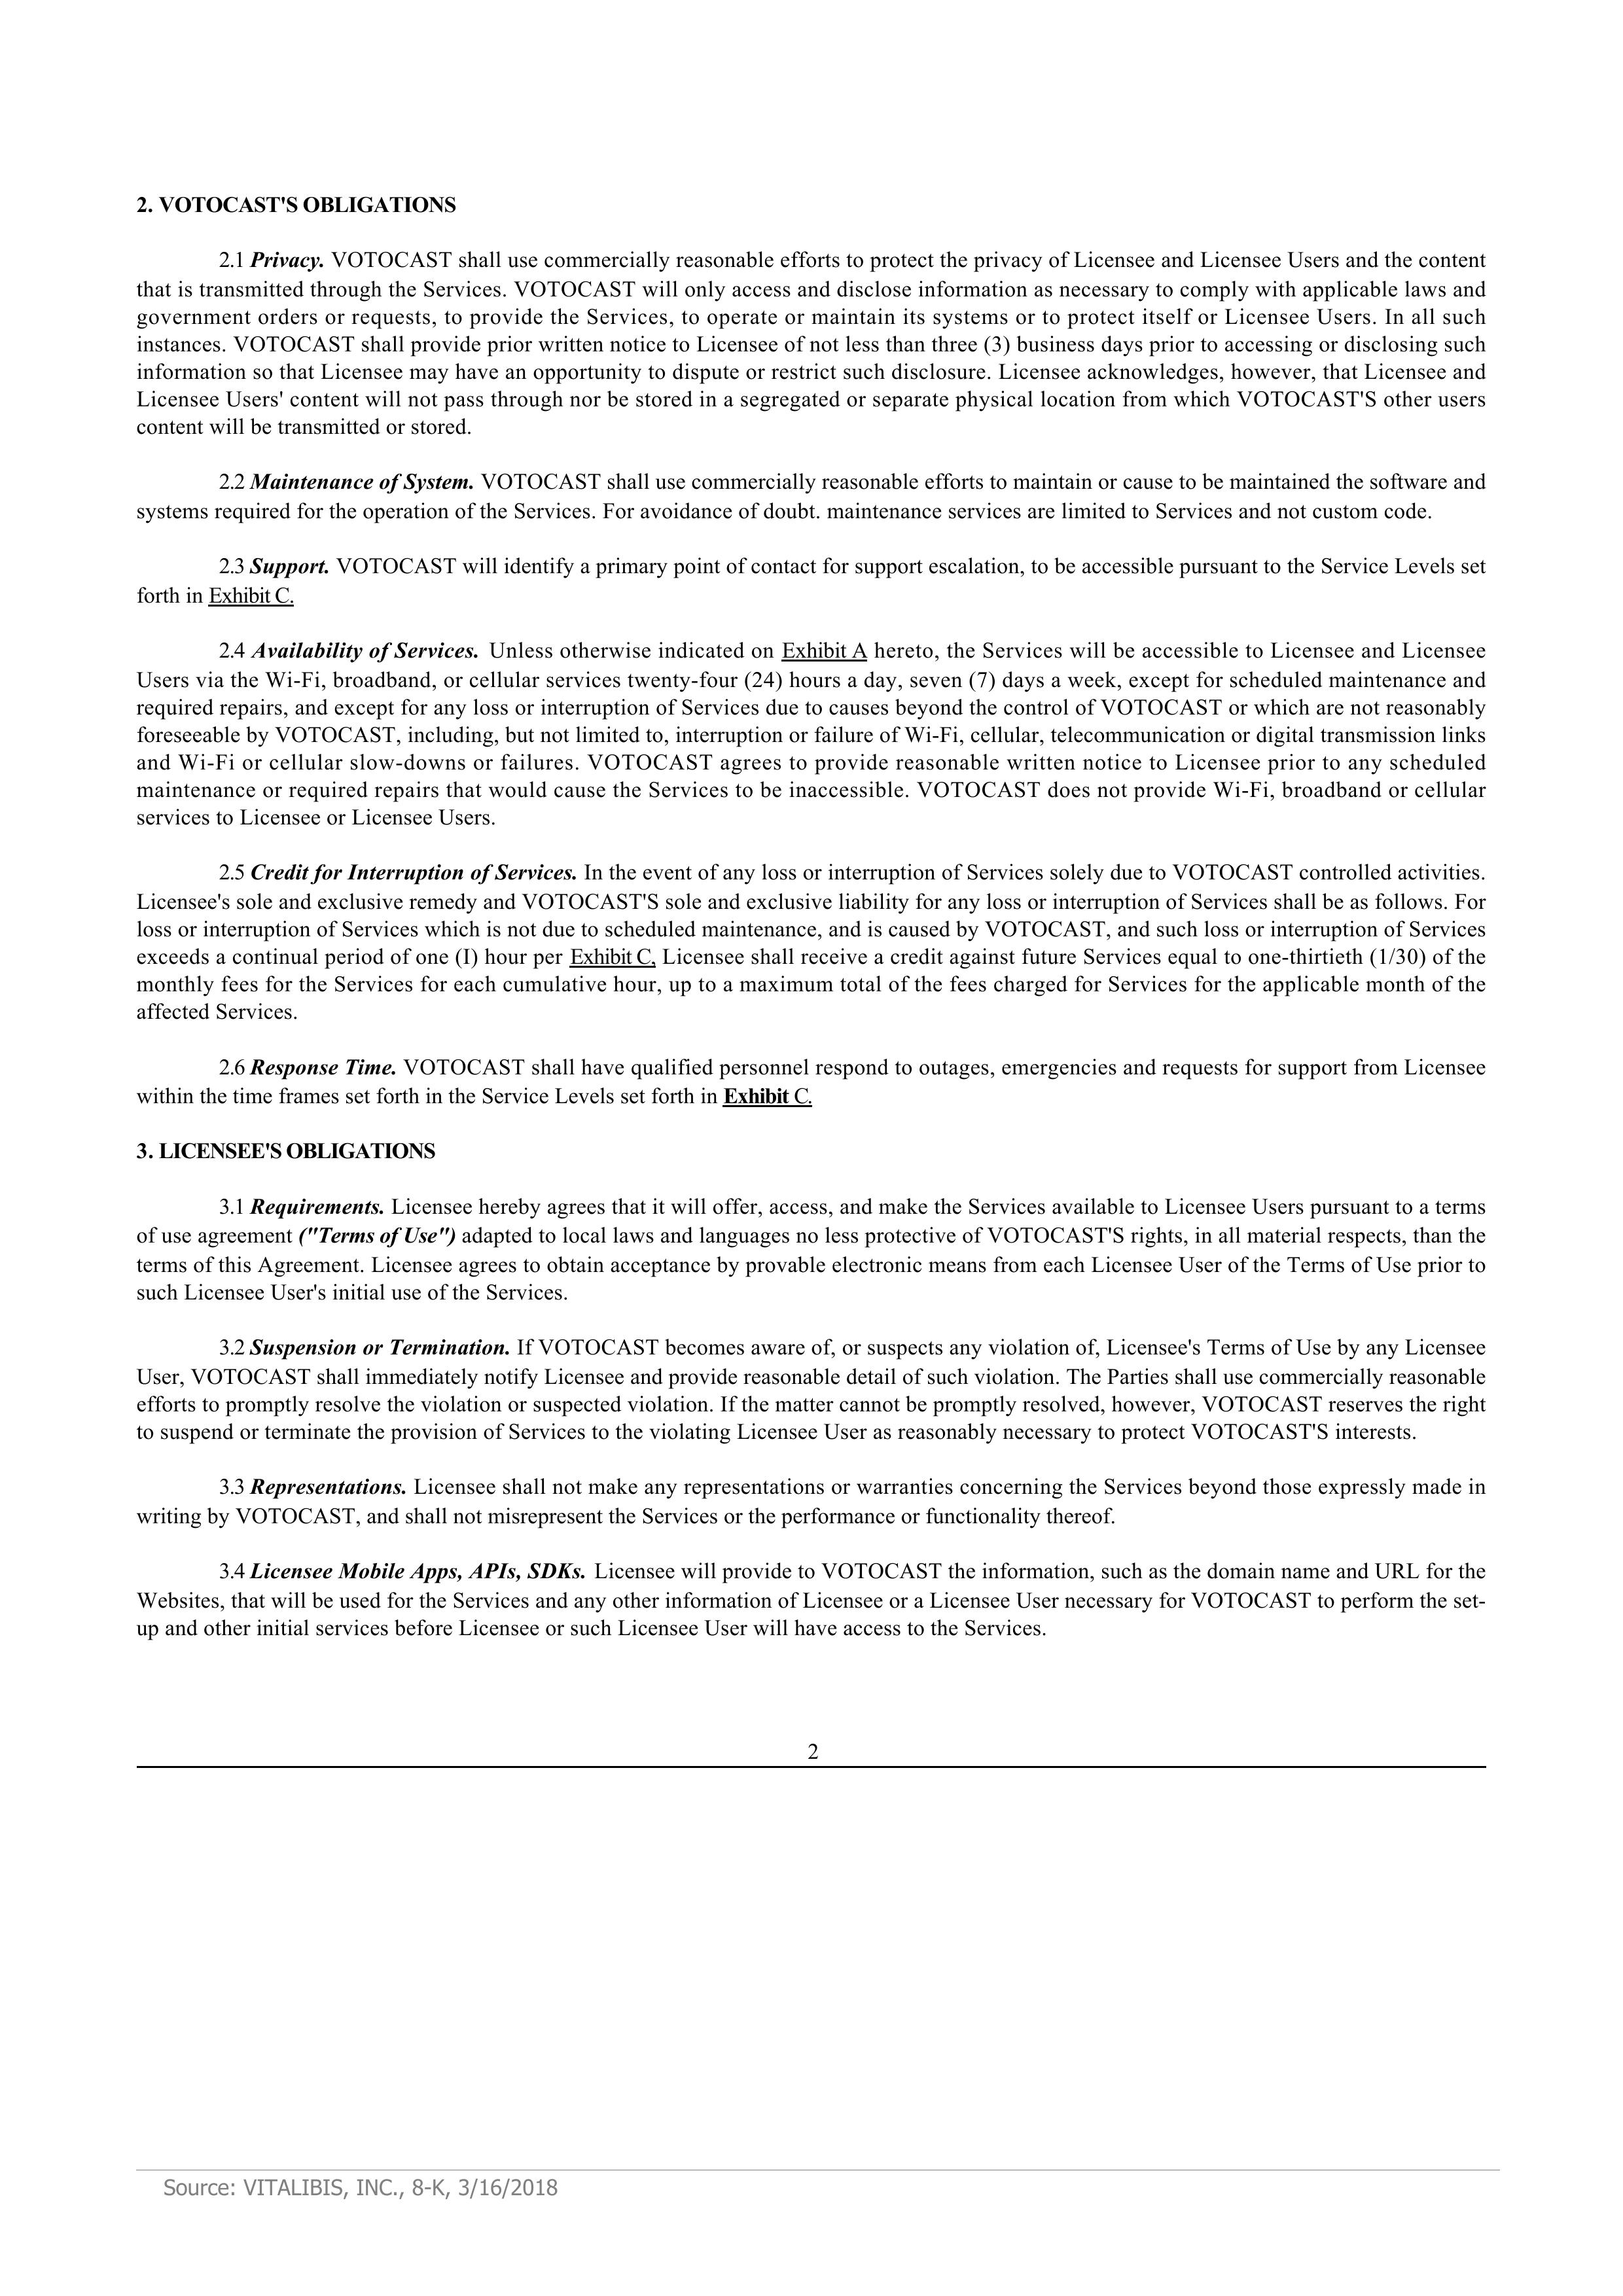 2. VOTOCAST'S OBLIGATIONS
2.1 Privacy. VOTOCAST shall use commercially reasonable efforts to protect the privacy of Licensee and Licensee Users and the content
that is transmitted through the Services. VOTOCAST will only access and disclose information as necessary to comply with applicable laws and
government orders or requests, to provide the Services, to operate or maintain its systems or to protect itself or Licensee Users. In all such
instances. VOTOCAST shall provide prior written notice to Licensee of not less than three (3) business days prior to accessing or disclosing such
information so that Licensee may have an opportunity to dispute or restrict such disclosure. Licensee acknowledges, however, that Licensee and
Licensee Users' content will not pass through nor be stored in a segregated or separate physical location from which VOTOCAST'S other users
content will be transmitted or stored.
2.2 Maintenance of System. VOTOCAST shall use commercially reasonable efforts to maintain or cause to be maintained the software and
systems required for the operation of the Services. For avoidance of doubt. maintenance services are limited to Services and not custom code.
2.3 Support. VOTOCAST will identify a primary point of contact for support escalation, to be accessible pursuant to the Service Levels set
forth in Exhibit C.
2.4 Availability of Services. Unless otherwise indicated on Exhibit A hereto, the Services will be accessible to Licensee and Licensee
Users via the Wi-Fi, broadband, or cellular services twenty-four (24) hours a day, seven (7) days a week, except for scheduled maintenance and
required repairs, and except for any loss or interruption of Services due to causes beyond the control of VOTOCAST or which are not reasonably
foreseeable by VOTOCAST, including, but not limited to, interruption or failure of Wi-Fi, cellular, telecommunication or digital transmission links
and Wi-Fi or cellular slow-downs or failures. VOTOCAST agrees to provide reasonable written notice to Licensee prior to any scheduled
maintenance or required repairs that would cause the Services to be inaccessible. VOTOCAST does not provide Wi-Fi, broadband or cellular
services to Licensee or Licensee Users.
2.5 Credit for Interruption of Services. In the event of any loss or interruption of Services solely due to VOTOCAST controlled activities.
Licensee's sole and exclusive remedy and VOTOCAST'S sole and exclusive liability for any loss or interruption of Services shall be as follows. For
loss or interruption of Services which is not due to scheduled maintenance, and is caused by VOTOCAST, and such loss or interruption of Services
exceeds a continual period of one (I) hour per Exhibit C, Licensee shall receive a credit against future Services equal to one-thirtieth (1/30) of the
monthly fees for the Services for each cumulative hour, up to a maximum total of the fees charged for Services for the applicable month of the
affected Services.
2.6 Response Time. VOTOCAST shall have qualified personnel respond to outages, emergencies and requests for support from Licensee
within the time frames set forth in the Service Levels set forth in Exhibit C.
3. LICENSEE'S OBLIGATIONS
3.1 Requirements. Licensee hereby agrees that it will offer, access, and make the Services available to Licensee Users pursuant to a terms
of use agreement ("Terms of Use") adapted to local laws and languages no less protective of VOTOCAST'S rights, in all material respects, than the
terms of this Agreement. Licensee agrees to obtain acceptance by provable electronic means from each Licensee User of the Terms of Use prior to
such Licensee User's initial use of the Services.
3.2 Suspension or Termination. If VOTOCAST becomes aware of, or suspects any violation of, Licensee's Terms of Use by any Licensee
User, VOTOCAST shall immediately notify Licensee and provide reasonable detail of such violation. The Parties shall use commercially reasonable
efforts to promptly resolve the violation or suspected violation. If the matter cannot be promptly resolved, however, VOTOCAST reserves the right
to suspend or terminate the provision of Services to the violating Licensee User as reasonably necessary to protect VOTOCAST'S interests.
3.3 Representations. Licensee shall not make any representations or warranties concerning the Services beyond those expressly made in
writing by VOTOCAST, and shall not misrepresent the Services or the performance or functionality thereof.
3.4 Licensee Mobile Apps, APIs, SDKs. Licensee will provide to VOTOCAST the information, such as the domain name and URL for the
Websites, that will be used for the Services and any other information of Licensee or a Licensee User necessary for VOTOCAST to perform the set-
up and other initial services before Licensee or such Licensee User will have access to the Services.
2
Source: VITALIBIS, INC., 8-K, 3/16/2018